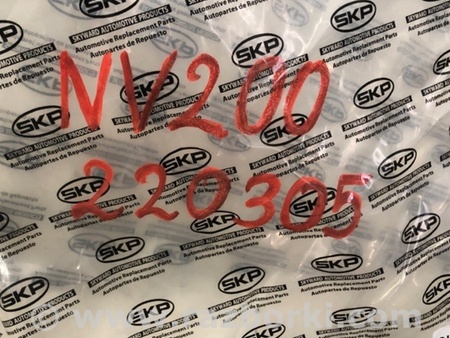 SKP
SKYWARD AUTOMOTIVE PRODUCTS
Automotive Replacement Parts
Autopartes de Repuesto
NV200
220305